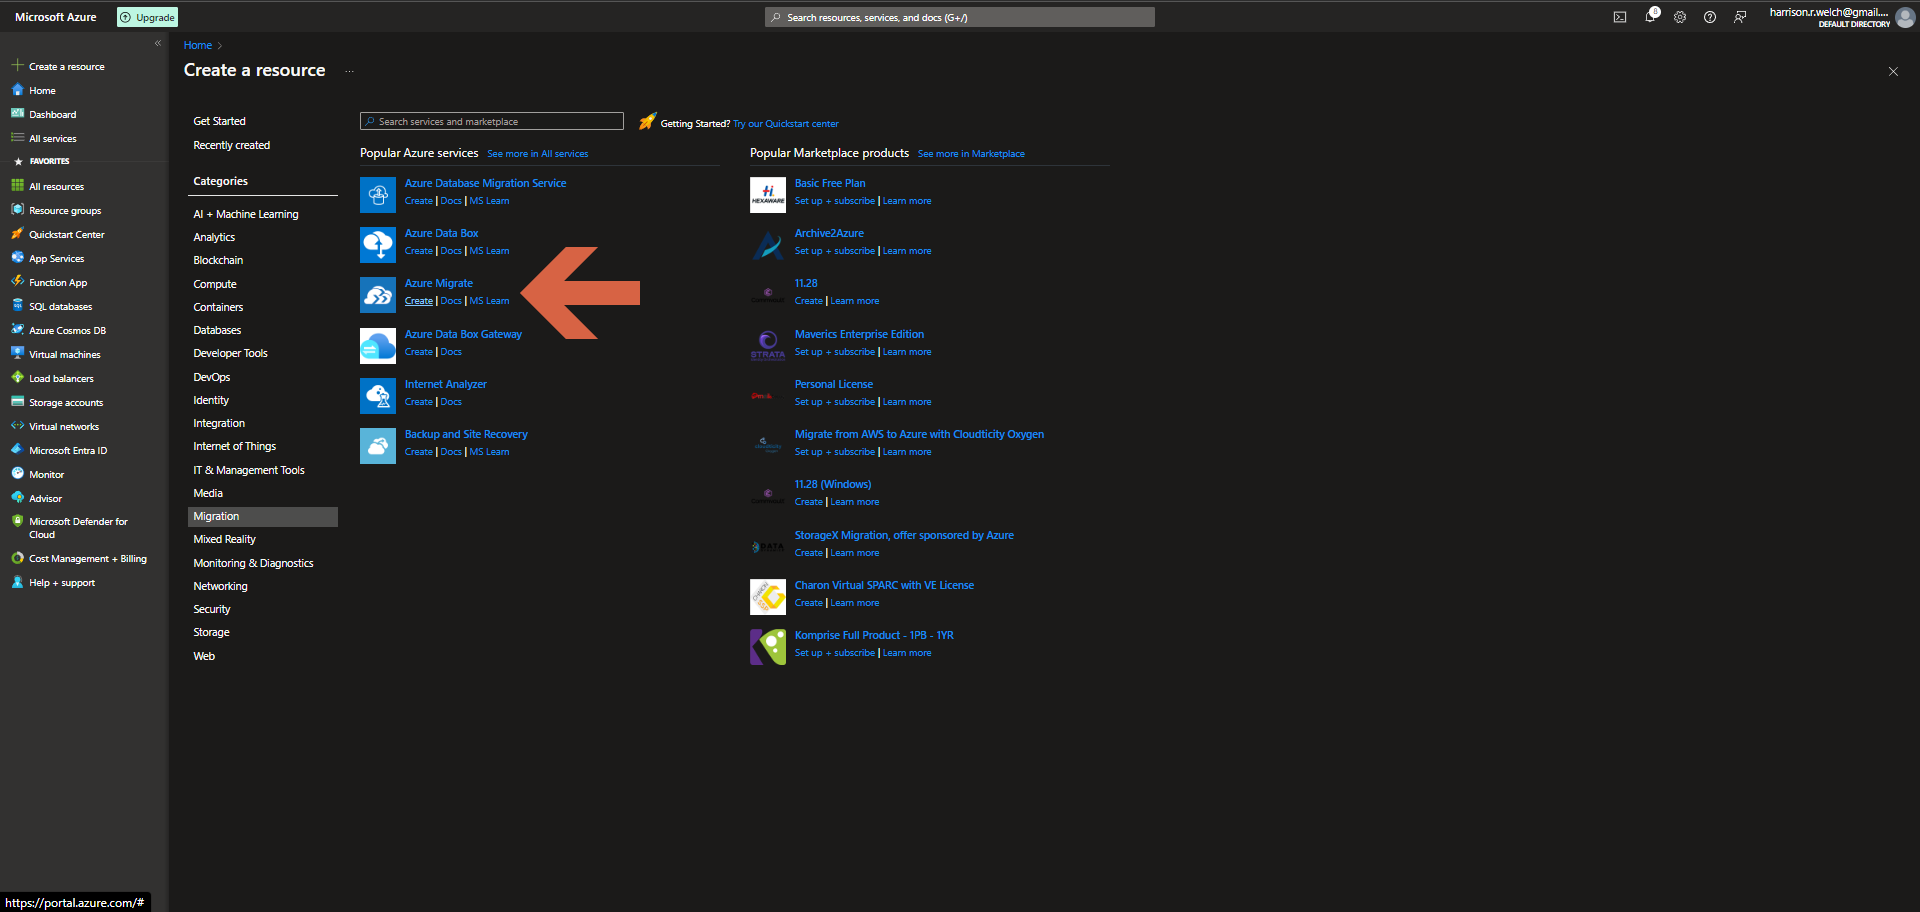 Microsoft Azure
Upgrade
Search resources, services, and docs (G+/)
8
harrison.r.welch@gmail....
DEFAULT DIRECTORY
Create a resource
Home
Dashboard
All services
FAVORITES
All resources
Resource groups
Quickstart Center
App Services
Function App
SQL databases
Azure Cosmos DB
Virtual machines
Load balancers
Storage accounts
Virtual networks
Microsoft Entra ID
Monitor
Advisor
Microsoft Defender for
Cloud
Cost Management + Billing
Help + support
https://portal.azure.com/#
Home >
Create a resource ...
Get Started
Recently created
Categories
AI + Machine Learning
Analytics
Blockchain
Compute
Containers
Databases
Developer Tools
DevOps
Identity
Integration
Internet of Things
IT & Management Tools
Media
Migration
Mixed Reality
Monitoring & Diagnostics
Networking
Security
Storage
Web
Search services and marketplace
Getting Started? Try our Quickstart center
Popular Azure services See more in All services
Azure Database Migration Service
Create | Docs | MS Learn
Azure Data Box
Create | Docs | MS Learn
Azure Migrate
Create | Docs | MS Learn
Azure Data Box Gateway
Create | Docs
Internet Analyzer
Create | Docs
Backup and Site Recovery
Create | Docs | MS Learn
Popular Marketplace products See more in Marketplace
HEXAWARE
Basic Free Plan
Set up + subscribe | Learn more
Archive2Azure
Set up + subscribe | Learn more
11.28
Create | Learn more
STRATA
Maverics Enterprise Edition
Set up + subscribe | Learn more
Personal License
Set up + subscribe | Learn more
Migrate from AWS to Azure with Cloudticity Oxygen
Set up + subscribe | Learn more
11.28 (Windows)
Create | Learn more
StorageX Migration, offer sponsored by Azure
Create | Learn more
Charon Virtual SPARC with VE License
Create | Learn more
Komprise Full Product - 1PB - 1YR
Set up + subscribe | Learn more